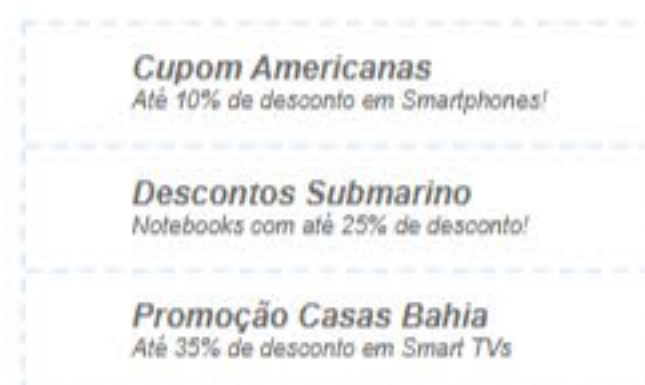 Cupom Americanas
Até 10% de desconto em Smartphones!
Descontos Submarino
Notebooks com até 25% de desconto!
Promoção Casas Bahia
Até 35% de desconto em Smart TVs